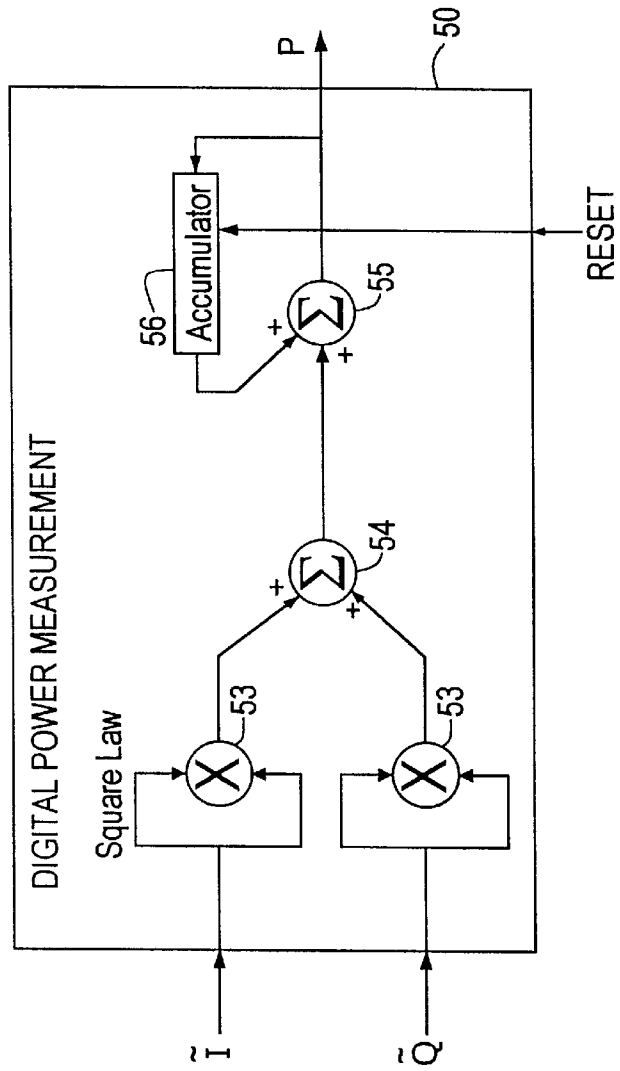 DIGITAL POWER MEASUREMENT
Square Law
Ĩ
X
53
Q̃
X
53
+
+
Σ
54
+
+
Σ
55
56
Accumulator
P
50
RESET